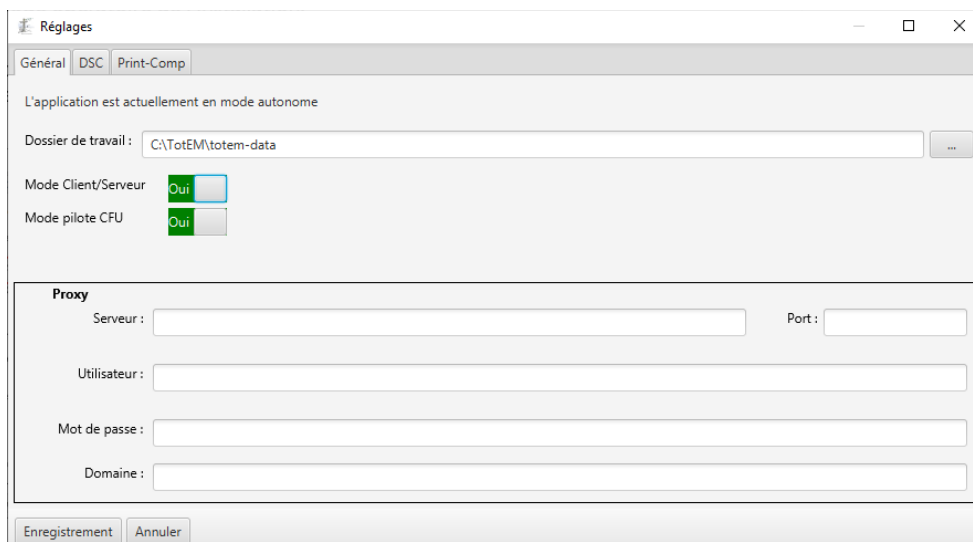 Réglages
Général DSC Print-Comp
L'application est actuellement en mode autonome
Dossier de travail : C:\TotEM\totem-data ...
Mode Client/Serveur Oui
Mode pilote CFU Oui
Proxy
Serveur : Port :
Utilisateur :
Mot de passe :
Domaine :
Enregistrement Annuler